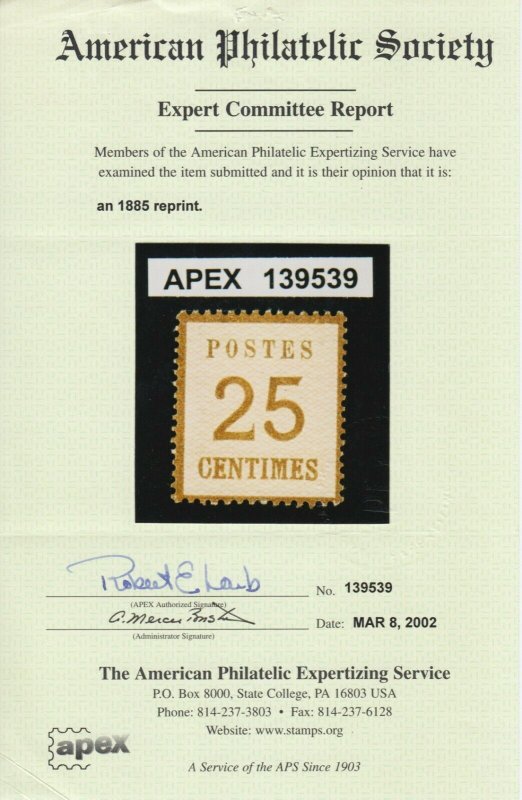 American Philatelic Society
Expert Committee Report
Members of the American Philatelic Expertizing Service have
examined the item submitted and it is their opinion that it is:
an 1885 reprint.
APEX 139539
POSTES
25
CENTIMES
Robert E. Lamb
No. 139539
(APEX Authorized Signature)
Date: MAR 8, 2002
(Administrator Signature)
The American Philatelic Expertizing Service
P.O. Box 8000, State College, PA 16803 USA
Phone: 814-237-3803 • Fax: 814-237-6128
Website: www.stamps.org
apex
A Service of the APS Since 1903